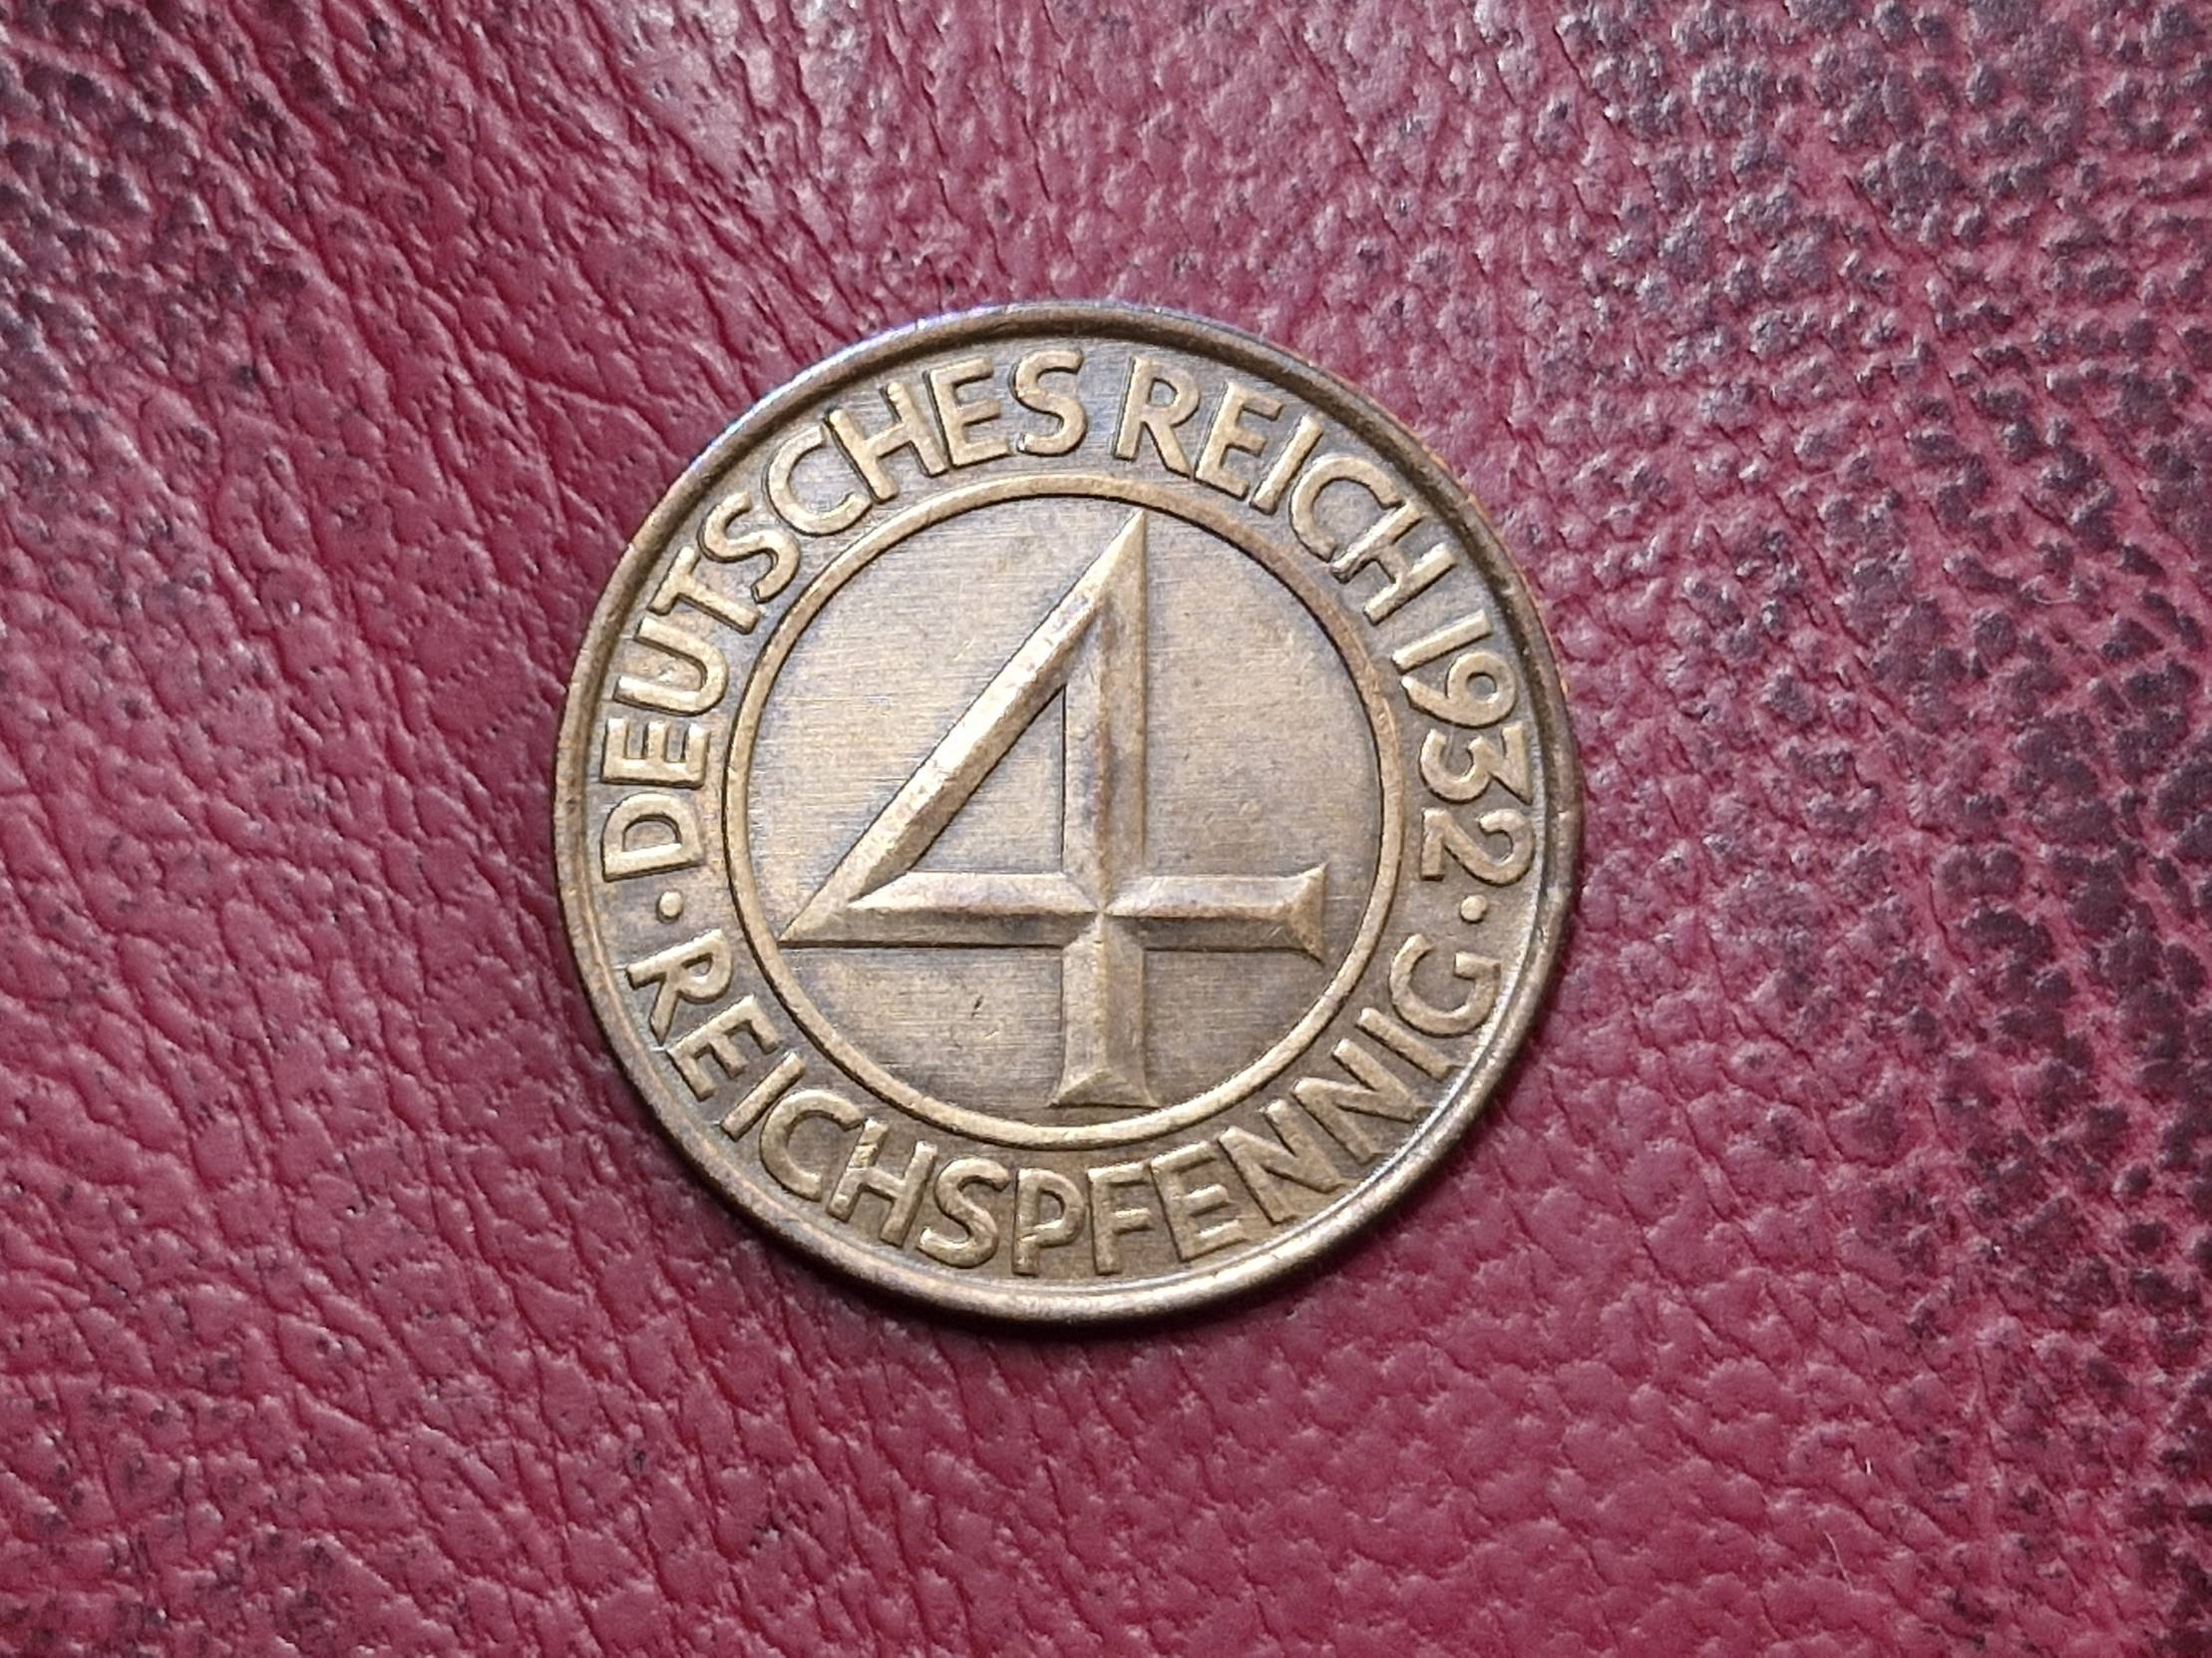 DEUTSCHES REICH 1932
4
· REICHSPFENNIG ·